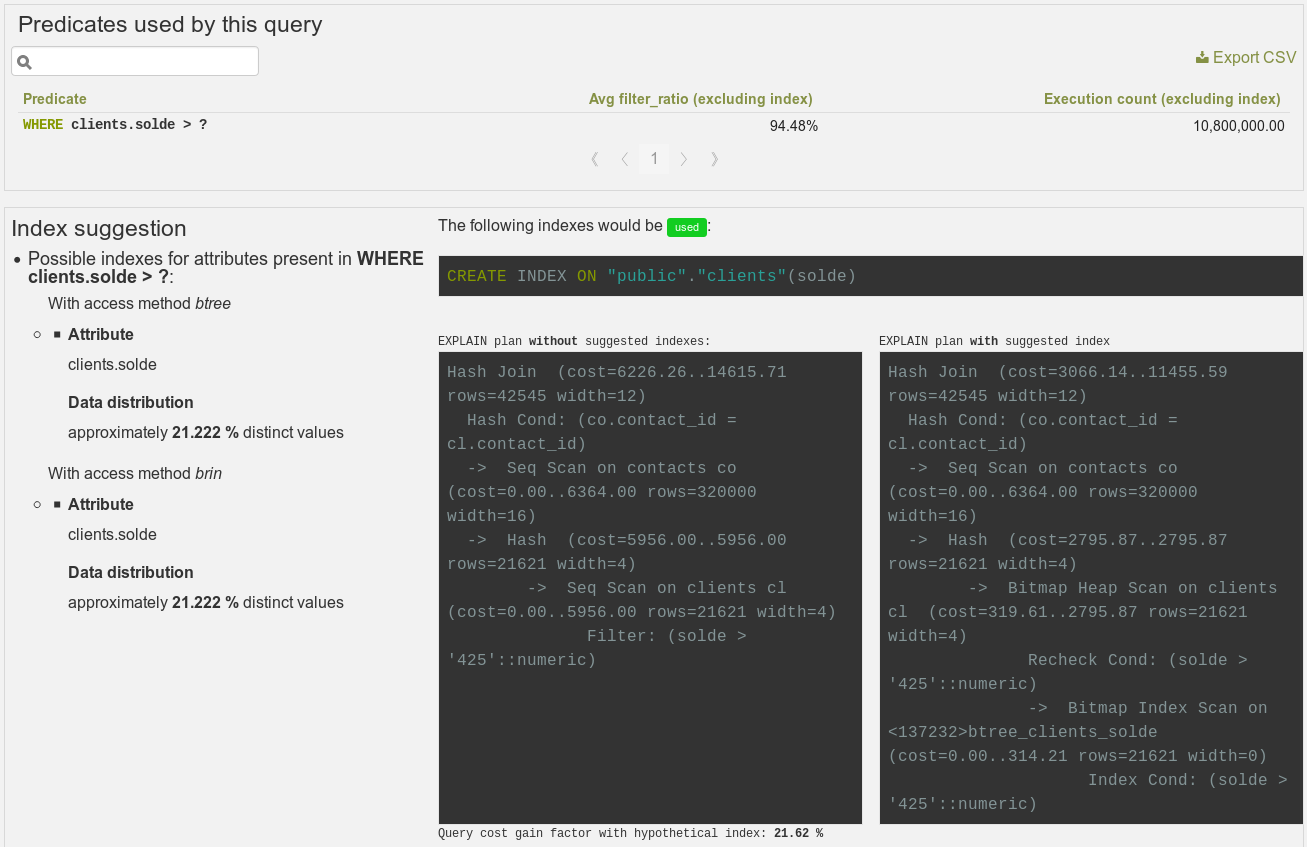 Predicates used by this query
Export CSV
Predicate Avg filter_ratio (excluding index) Execution count (excluding index)
WHERE clients.solde > ? 94.48% 10,800,000.00
《 〈 1 〉 》
Index suggestion
• Possible indexes for attributes present in WHERE
clients.solde > ?:
With access method btree
Attribute
clients.solde
Data distribution
approximately 21.222 % distinct values
With access method brin
Attribute
clients.solde
Data distribution
approximately 21.222 % distinct values
The following indexes would be used:
CREATE INDEX ON "public"."clients"(solde)
EXPLAIN plan without suggested indexes:
Hash Join  (cost=6226.26..14615.71
rows=42545 width=12)
  Hash Cond: (co.contact_id =
cl.contact_id)
  ->  Seq Scan on contacts co
(cost=0.00..6364.00 rows=320000
width=16)
  ->  Hash  (cost=5956.00..5956.00
rows=21621 width=4)
        ->  Seq Scan on clients cl
(cost=0.00..5956.00 rows=21621 width=4)
              Filter: (solde >
'425'::numeric)
EXPLAIN plan with suggested index
Hash Join  (cost=3066.14..11455.59
rows=42545 width=12)
  Hash Cond: (co.contact_id =
cl.contact_id)
  ->  Seq Scan on contacts co
(cost=0.00..6364.00 rows=320000
width=16)
  ->  Hash  (cost=2795.87..2795.87
rows=21621 width=4)
        ->  Bitmap Heap Scan on clients
cl  (cost=319.61..2795.87 rows=21621
width=4)
              Recheck Cond: (solde >
'425'::numeric)
              ->  Bitmap Index Scan on
<137232>btree_clients_solde
(cost=0.00..314.21 rows=21621 width=0)
                    Index Cond: (solde >
'425'::numeric)
Query cost gain factor with hypothetical index: 21.62 %